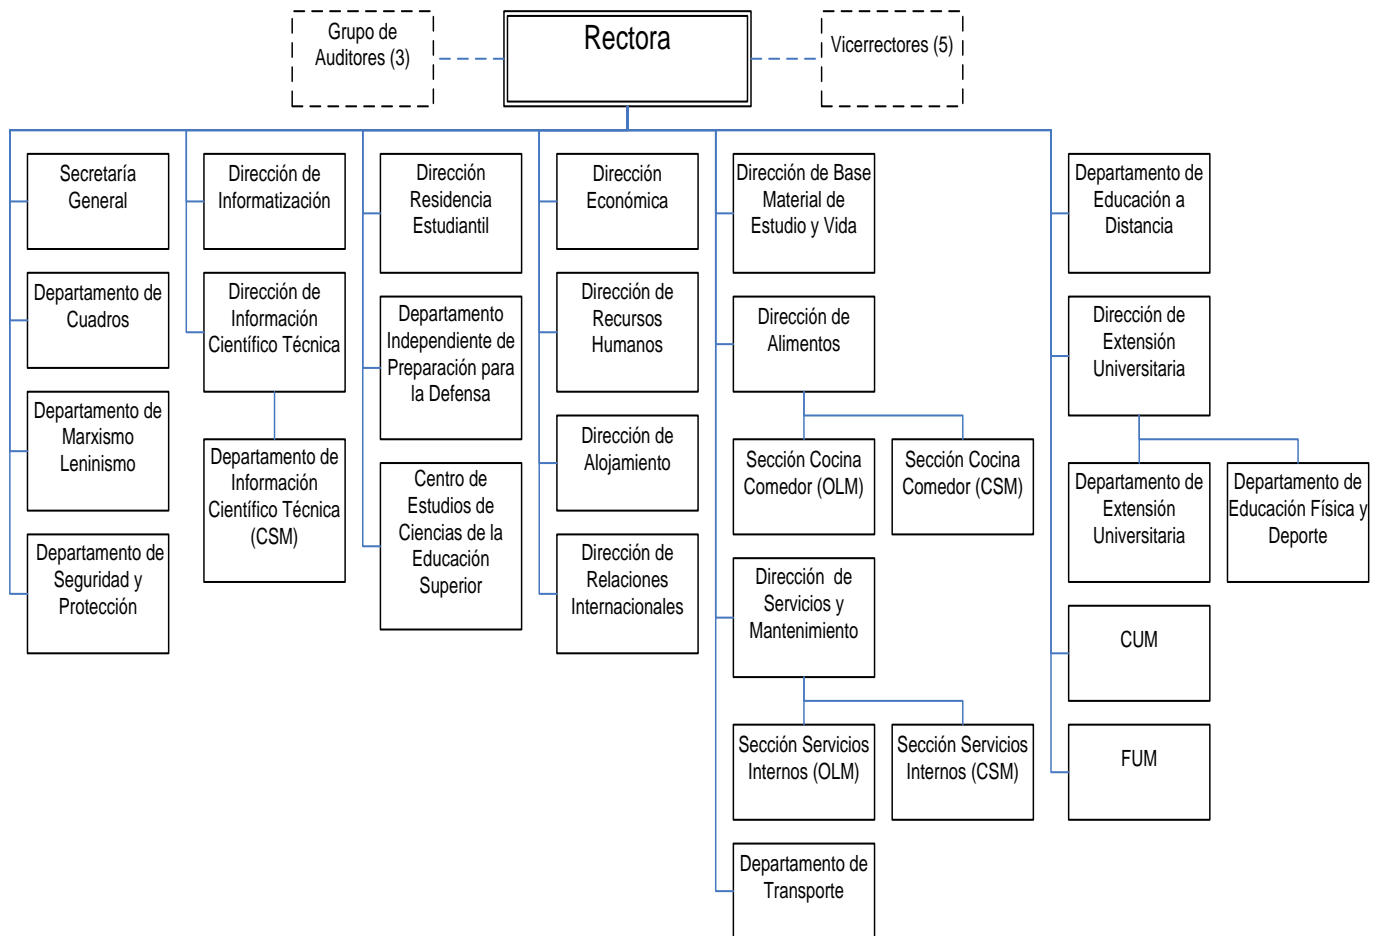 Grupo de
Auditores (3)
Rectora
Vicerrectores (5)
Secretaría
General
Departamento de
Cuadros
Departamento de
Marxismo
Leninismo
Departamento de
Seguridad y
Protección
Dirección de
Informatización
Dirección de
Información
Científico Técnica
Departamento de
Información
Científico Técnica
(CSM)
Dirección
Residencia
Estudiantil
Departamento
Independiente de
Preparación para
la Defensa
Centro de
Estudios de
Ciencias de la
Educación
Superior
Dirección
Económica
Dirección de
Recursos
Humanos
Dirección de
Alojamiento
Dirección de
Relaciones
Internacionales
Dirección de Base
Material de
Estudio y Vida
Dirección de
Alimentos
Sección Cocina
Comedor (OLM)
Sección Cocina
Comedor (CSM)
Dirección de
Servicios y
Mantenimiento
Sección Servicios
Internos (OLM)
Sección Servicios
Internos (CSM)
Departamento de
Transporte
Departamento de
Educación a
Distancia
Dirección de
Extensión
Universitaria
Departamento de
Extensión
Universitaria
Departamento de
Educación Física y
Deporte
CUM
FUM